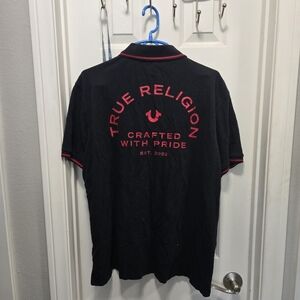 TRUE RELIGION
CRAFTED
WITH PRIDE
EST. 2002